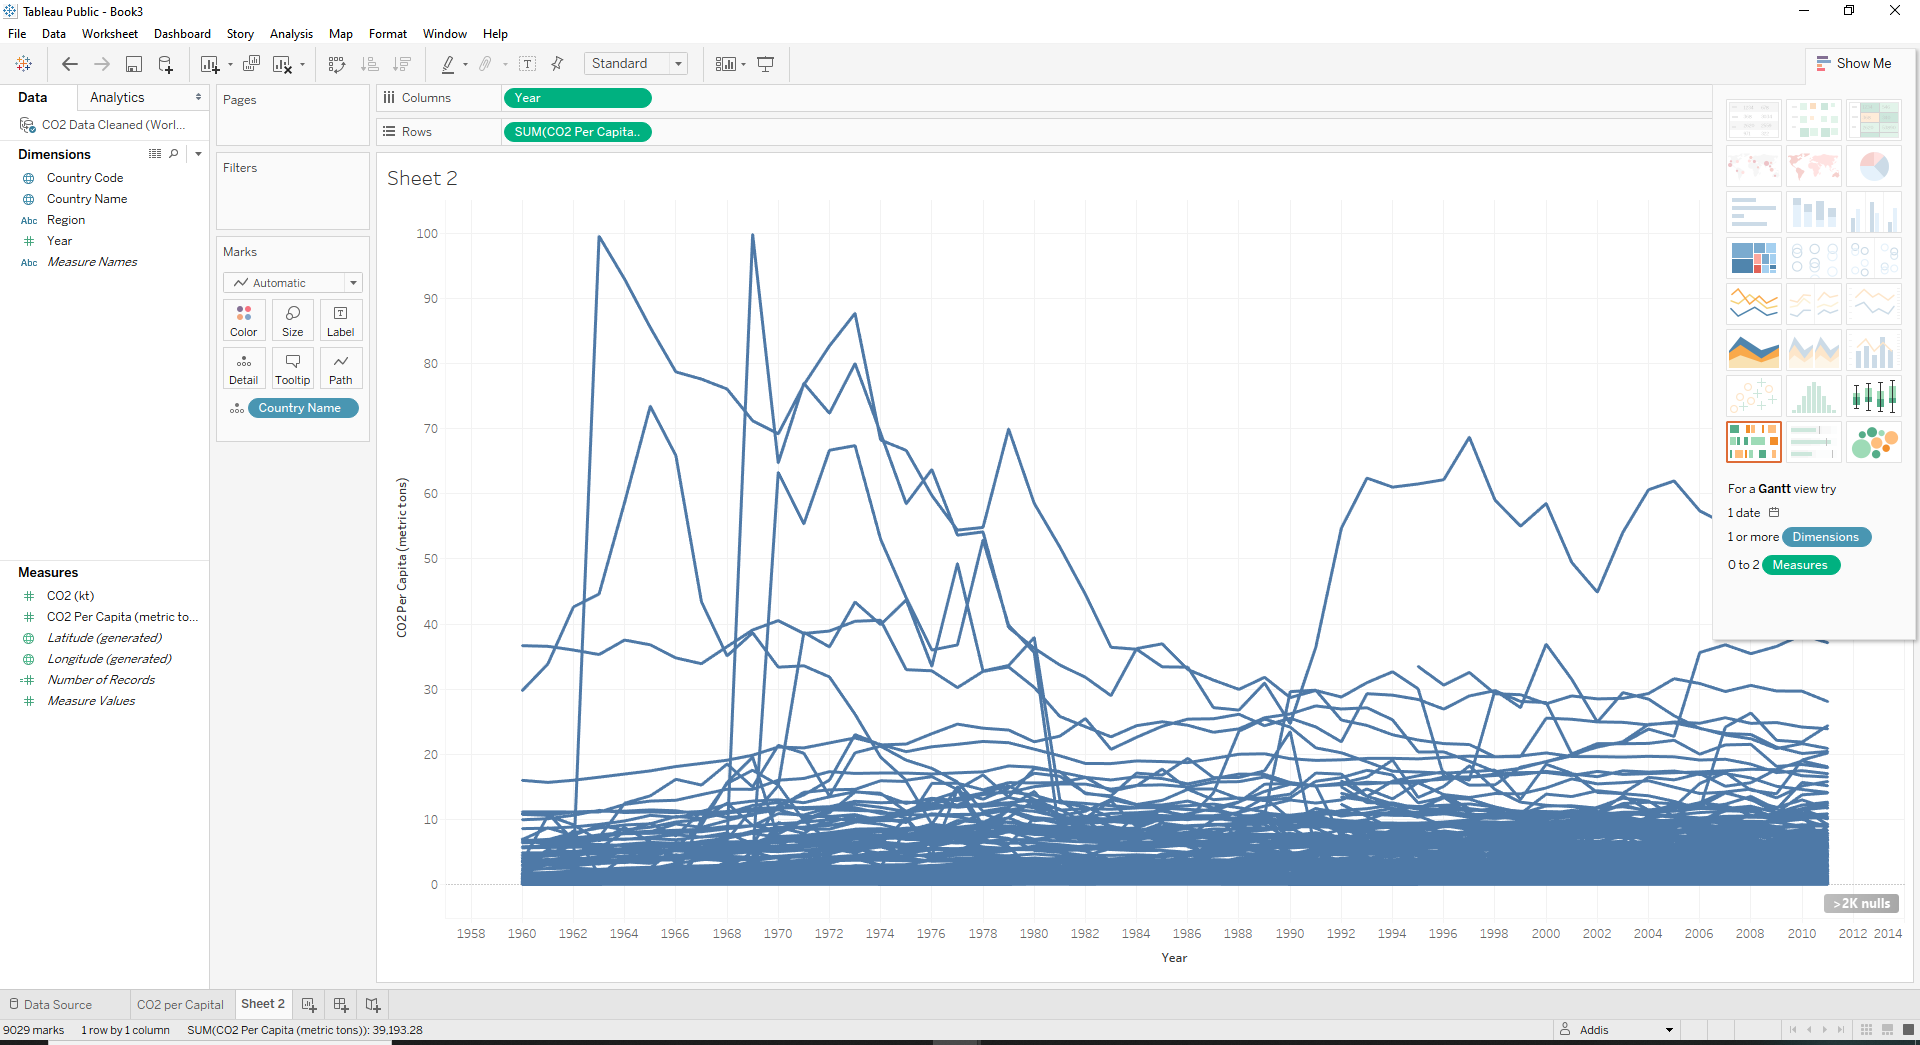 Tableau Public - Book3
File Data Worksheet Dashboard Story Analysis Map Format Window Help
Standard
Show Me
Data Analytics
CO2 Data Cleaned (Worl...
Dimensions
Country Code
Country Name
Abc Region
Year
Abc Measure Names
Measures
CO2 (kt)
CO2 Per Capita (metric to...
Latitude (generated)
Longitude (generated)
Number of Records
Measure Values
Pages
Filters
Marks
Automatic
Color Size Label
Detail Tooltip Path
Country Name
Columns Year
Rows SUM(CO2 Per Capita..
Sheet 2
100
90
80
70
60
50
40
30
20
10
0
CO2 Per Capita (metric tons)
>2K nulls
1958 1960 1962 1964 1966 1968 1970 1972 1974 1976 1978 1980 1982 1984 1986 1988 1990 1992 1994 1996 1998 2000 2002 2004 2006 2008 2010 2012 2014
Year
For a Gantt view try
1 date
1 or more Dimensions
0 to 2 Measures
Data Source CO2 per Capital Sheet 2
9029 marks 1 row by 1 column SUM(CO2 Per Capita (metric tons)): 39,193.28 Addis